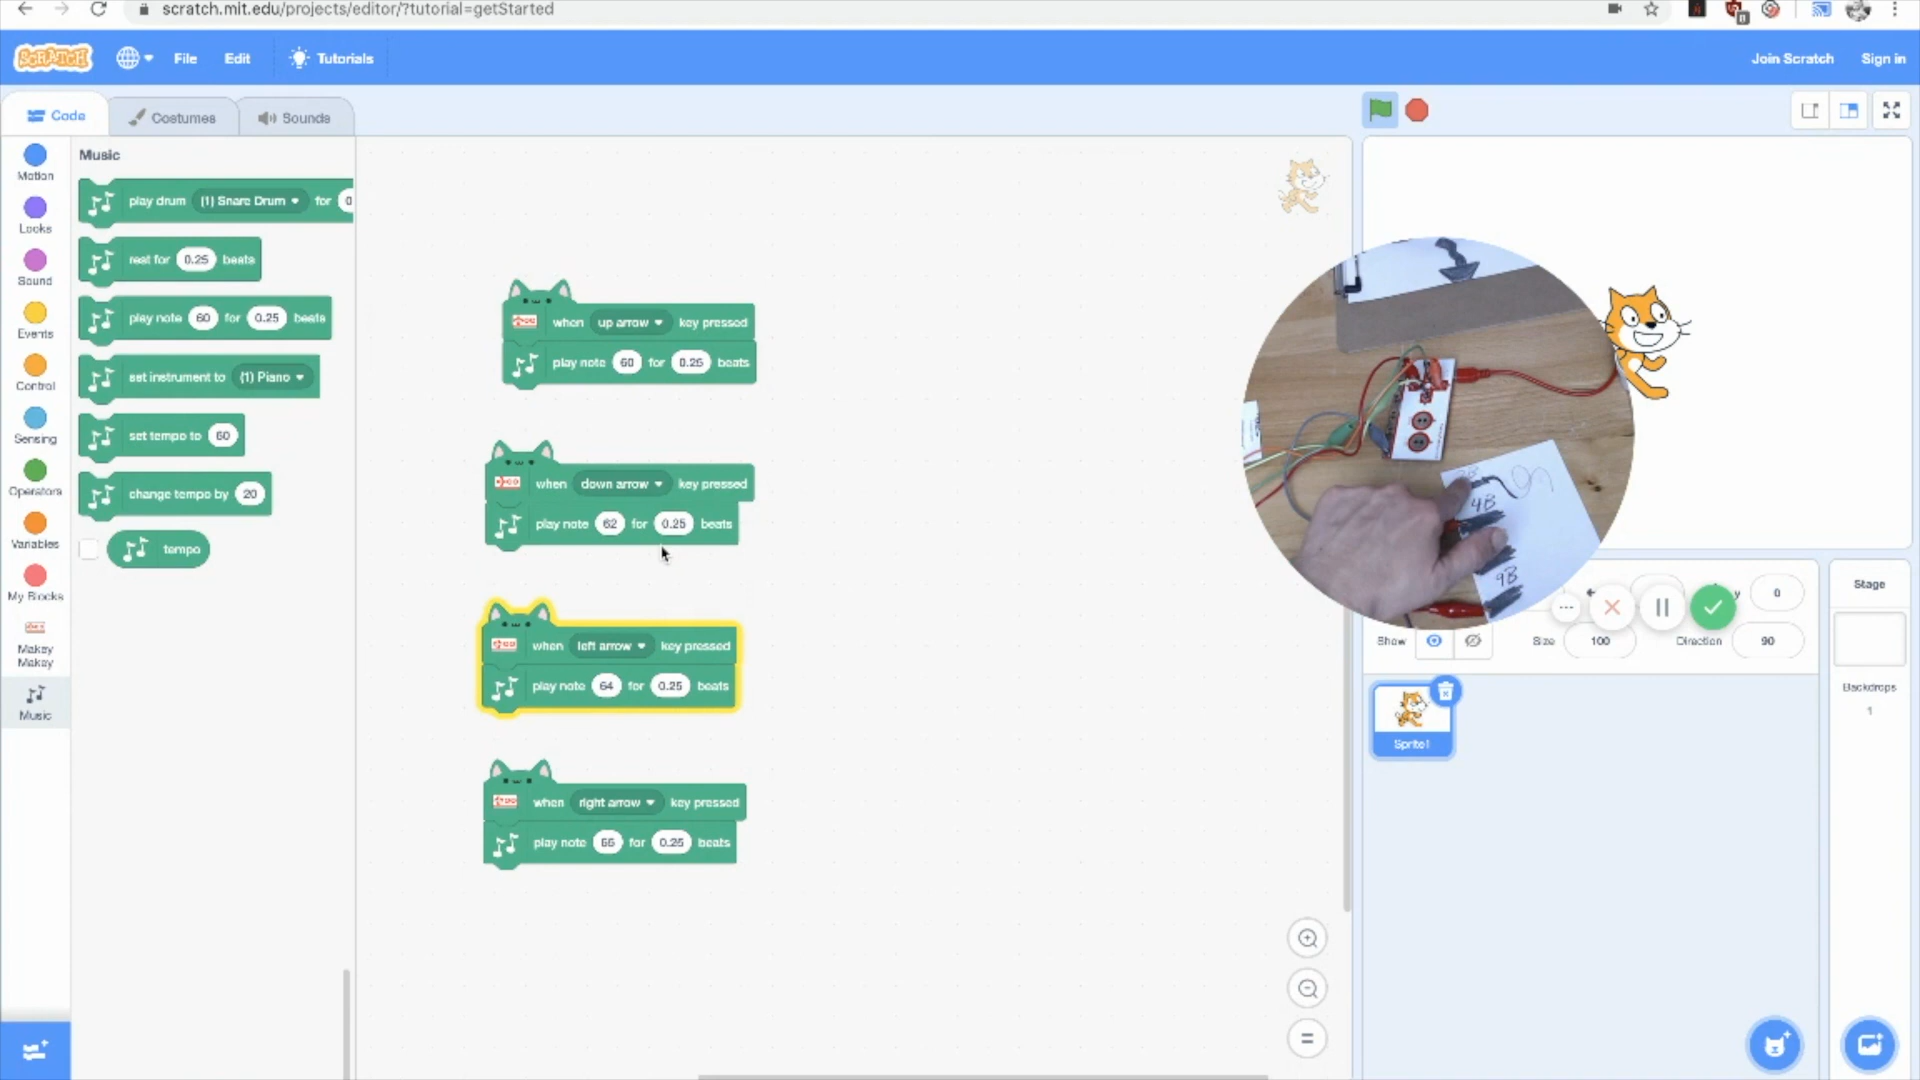 scratch.mit.edu/projects/editor/?tutorial=getStarted
SCRATCH
File
Edit
Tutorials
Join Scratch
Sign in
Code
Costumes
Sounds
Motion
Looks
Sound
Events
Control
Sensing
Operators
Variables
My Blocks
Makey
Makey
Music
Music
play drum (1) Snare Drum for 0
rest for 0.25 beats
play note 60 for 0.25 beats
set instrument to (1) Piano
set tempo to 60
change tempo by 20
tempo
when up arrow key pressed
play note 60 for 0.25 beats
when down arrow key pressed
play note 62 for 0.25 beats
when left arrow key pressed
play note 64 for 0.25 beats
when right arrow key pressed
play note 65 for 0.25 beats
4B
9B
y 0
Show
Size 100
Direction 90
Sprite1
Stage
Backdrops
1